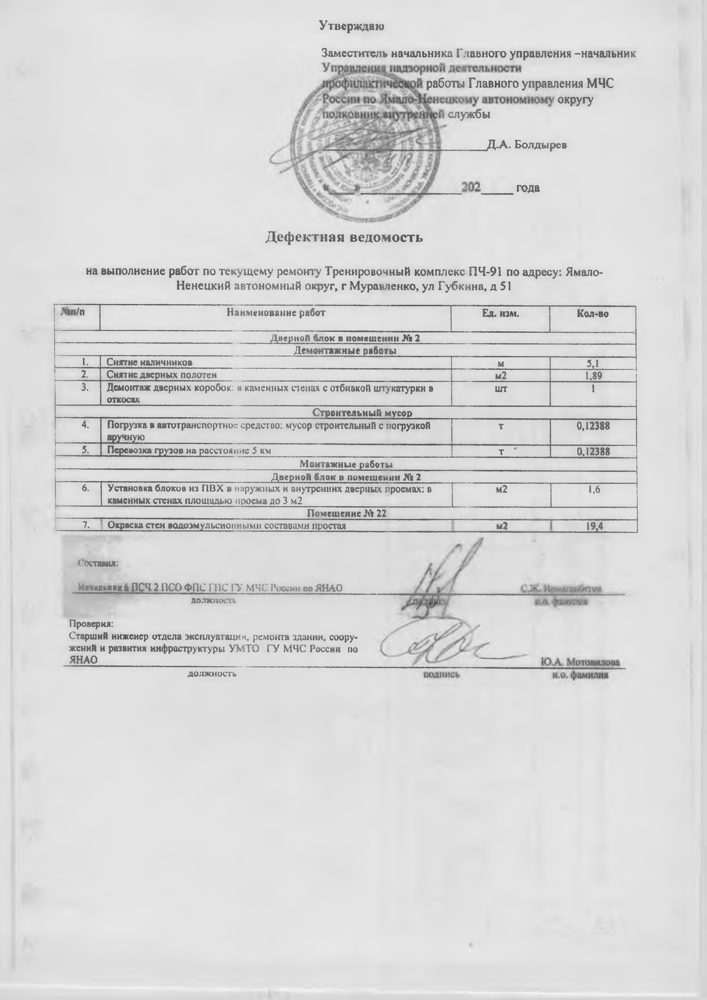 Утверждаю
Заместитель начальника Главного управления –начальник
Управления надзорной деятельности
профилактической работы Главного управления МЧС
России по Ямало-Ненецкому автономному округу
полковник внутренней службы
Д.А. Болдырев
«____»________________202_____ года
Дефектная ведомость
на выполнение работ по текущему ремонту Тренировочный комплекс ПЧ-91 по адресу: Ямало-
Ненецкий автономный округ, г Муравленко, ул Губкина, д 51
№п/п Наименование работ Ед. изм. Кол-во
Дверной блок в помещении № 2
Демонтажные работы
1. Снятие наличников м 5,1
2. Снятие дверных полотен м2 1,89
3. Демонтаж дверных коробок: в каменных стенах с отбивкой штукатурки в шт 1
откосах
Строительный мусор
4. Погрузка в автотранспортное средство: мусор строительный с погрузкой т 0,12388
вручную
5. Перевозка грузов на расстояние 5 км т 0,12388
Монтажные работы
Дверной блок в помещении № 2
6. Установка блоков из ПВХ в наружных и внутренних дверных проемах: в м2 1,6
каменных стенах площадью проема до 3 м2
Помещение № 22
7. Окраска стен водоэмульсионными составами простая м2 19,4
Составил:
Начальник 6 ПСЧ 2 ПСО ФПС ГПС ГУ МЧС России по ЯНАО С.Ж.
должность подпись и.о. фамилия
Проверил:
Старший инженер отдела эксплуатации, ремонта здании, соору-
жений и развития инфраструктуры УМТО ГУ МЧС России по
ЯНАО Ю.А. Мотовилова
должность подпись и.о. фамилия